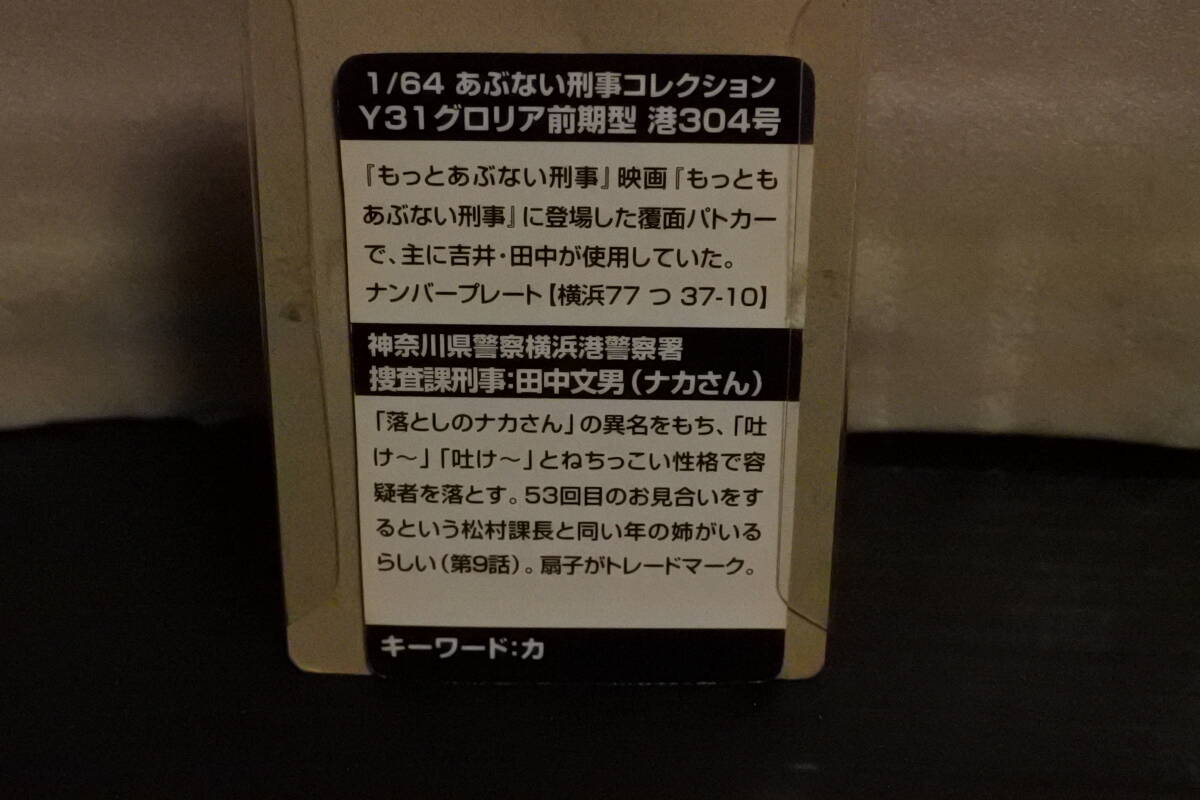 1/64 あぶない刑事コレクション
Y31グロリア前期型 港304号
『もっとあぶない刑事』映画『もっとも
あぶない刑事』に登場した覆面パトカー
で、主に吉井・田中が使用していた。
ナンバープレート【横浜77 つ 37-10】
神奈川県警察横浜港警察署
捜査課刑事:田中文男(ナカさん)
「落としのナカさん」の異名をもち、「吐
け～」「吐け～」とねちっこい性格で容
疑者を落とす。53回目のお見合いをす
るという松村課長と同い年の姉がいる
らしい(第9話)。扇子がトレードマーク。
キーワード:カ